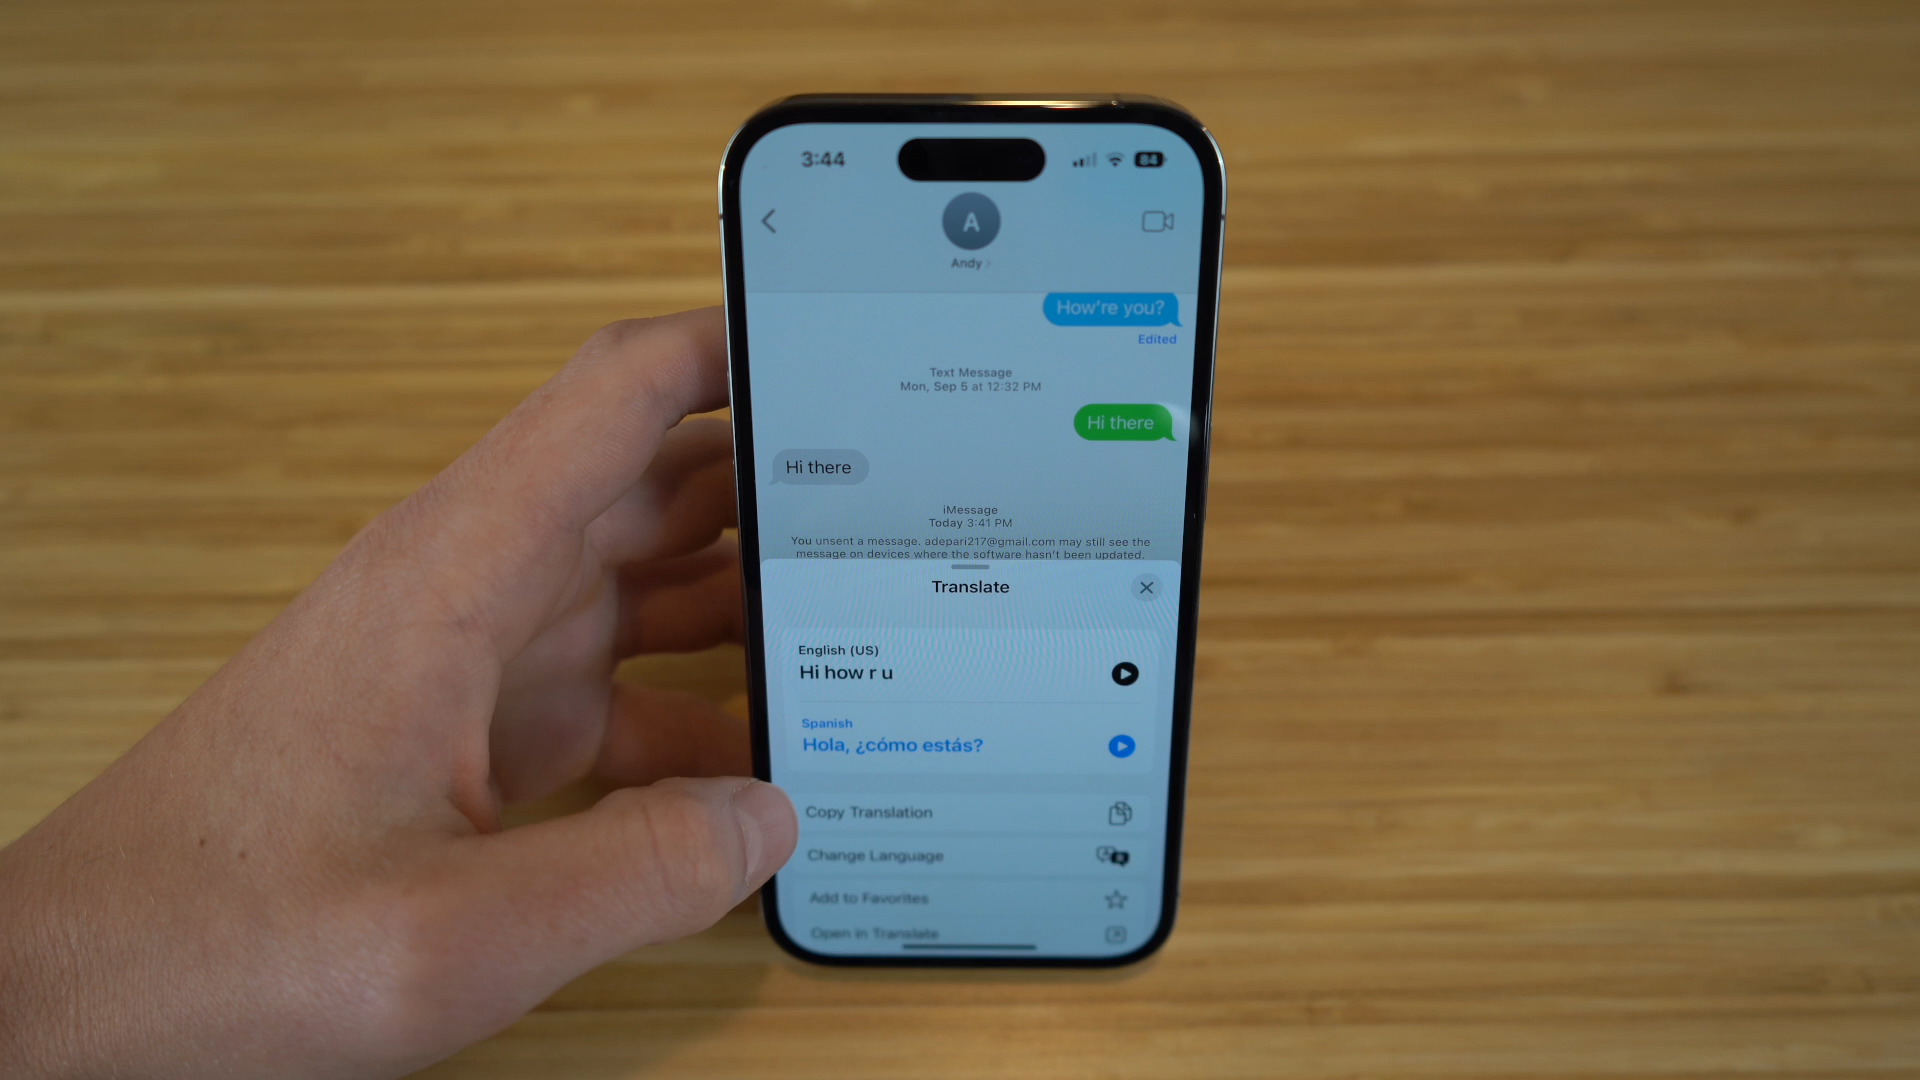 3:44
84
A
Andy
How're you?
Edited
Text Message
Mon, Sep 5 at 12:32 PM
Hi there
Hi there
iMessage
Today 3:41 PM
You unsent a message. adepari217@gmail.com may still see the
message on devices where the software hasn't been updated.
Translate
English (US)
Hi how r u
Spanish
Hola, ¿cómo estás?
Copy Translation
Change Language
Add to Favorites
Open in Translate